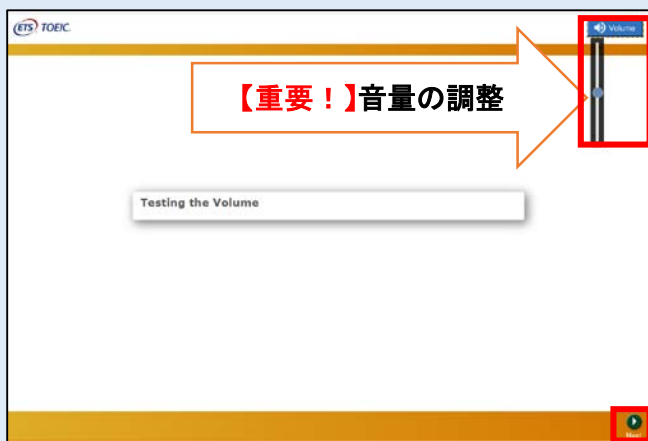 ETS TOEIC.
Volume
【重要！】音量の調整
Testing the Volume
Next